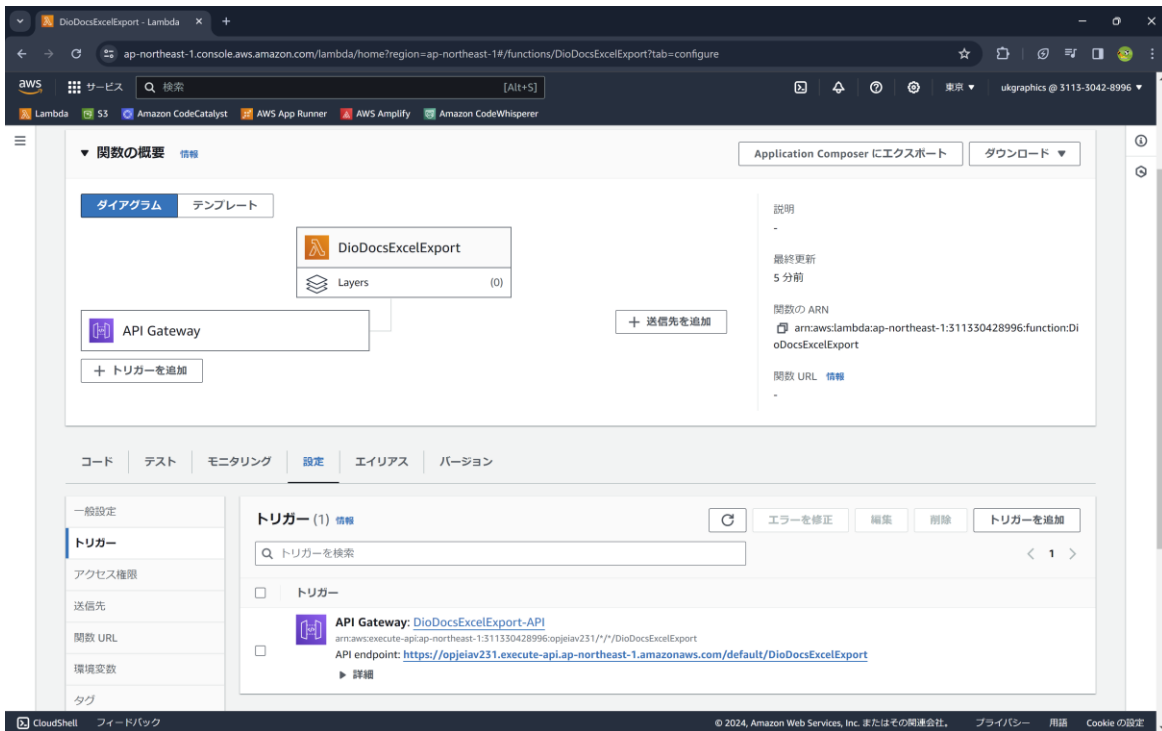 DioDocsExcelExport - Lambda
ap-northeast-1.console.aws.amazon.com/lambda/home?region=ap-northeast-1#/functions/DioDocsExcelExport?tab=configure
aws サービス 検索 [Alt+S] 東京 ▼ ukgraphics @ 3113-3042-8996 ▼
Lambda S3 Amazon CodeCatalyst AWS App Runner AWS Amplify Amazon CodeWhisperer
▼ 関数の概要 情報 Application Composer にエクスポート ダウンロード ▼
ダイアグラム テンプレート
DioDocsExcelExport
Layers (0)
API Gateway
+ トリガーを追加
+ 送信先を追加
説明
-
最終更新
5 分前
関数の ARN
arn:aws:lambda:ap-northeast-1:311330428996:function:Di
oDocsExcelExport
関数 URL 情報
-
コード テスト モニタリング 設定 エイリアス バージョン
一般設定
トリガー
アクセス権限
送信先
関数 URL
環境変数
タグ
トリガー (1) 情報 エラーを修正 編集 削除 トリガーを追加
トリガーを検索 < 1 >
トリガー
API Gateway: DioDocsExcelExport-API
arn:aws:execute-api:ap-northeast-1:311330428996:opjeiav231/*/*/DioDocsExcelExport
API endpoint: https://opjeiav231.execute-api.ap-northeast-1.amazonaws.com/default/DioDocsExcelExport
▶ 詳細
CloudShell フィードバック © 2024, Amazon Web Services, Inc. またはその関連会社。 プライバシー 用語 Cookie の設定